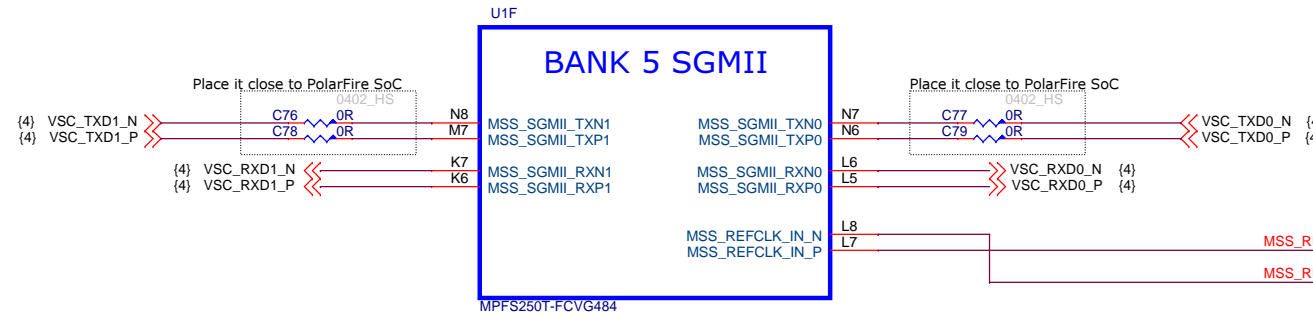 U1F
BANK 5 SGMII
Place it close to PolarFire SoC
0402_HS
C76 0R
C78 0R
{4} VSC_TXD1_N
{4} VSC_TXD1_P
N8
M7
MSS_SGMII_TXN1
MSS_SGMII_TXP1
{4} VSC_RXD1_N
{4} VSC_RXD1_P
K7
K6
MSS_SGMII_RXN1
MSS_SGMII_RXP1
Place it close to PolarFire SoC
0402_HS
MSS_SGMII_TXN0
MSS_SGMII_TXP0
N7
N6
C77 0R
C79 0R
VSC_TXD0_N
VSC_TXD0_P
MSS_SGMII_RXN0
MSS_SGMII_RXP0
L6
L5
VSC_RXD0_N {4}
VSC_RXD0_P {4}
MSS_REFCLK_IN_N
MSS_REFCLK_IN_P
L8
L7
MSS_R
MSS_R
MPFS250T-FCVG484